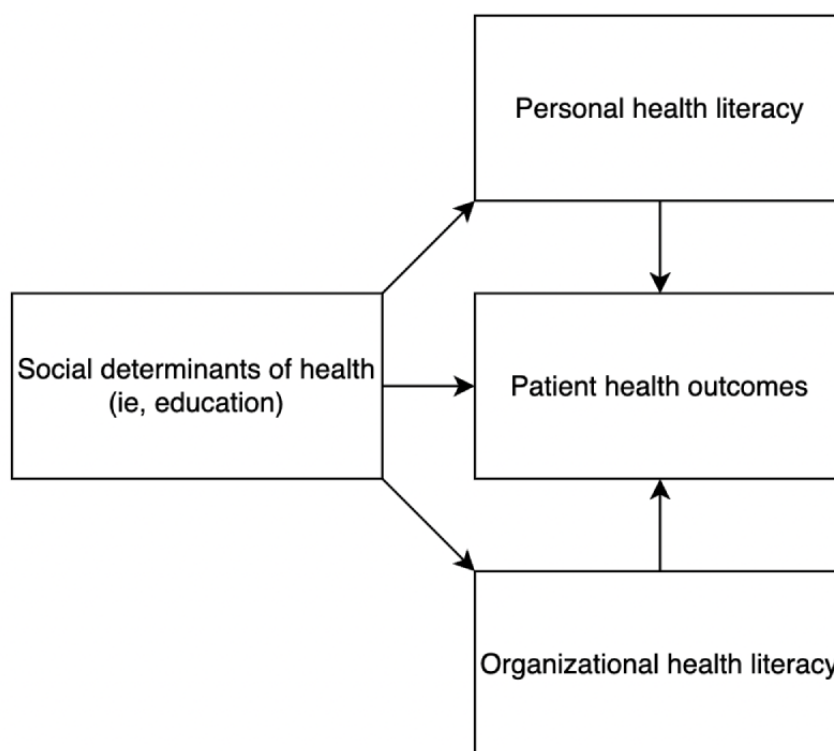 Personal health literacy
Social determinants of health
(ie, education)
Patient health outcomes
Organizational health literacy